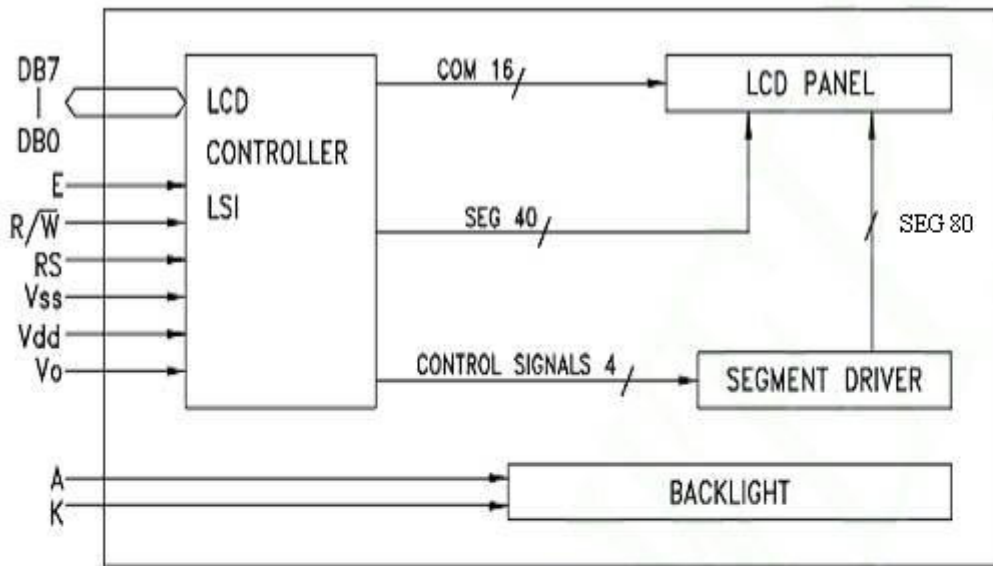 DB7
DB0
E
R/W̅
RS
Vss
Vdd
Vo
A
K
LCD
CONTROLLER
LSI
COM 16
SEG 40
CONTROL SIGNALS 4
LCD PANEL
SEG 80
SEGMENT DRIVER
BACKLIGHT